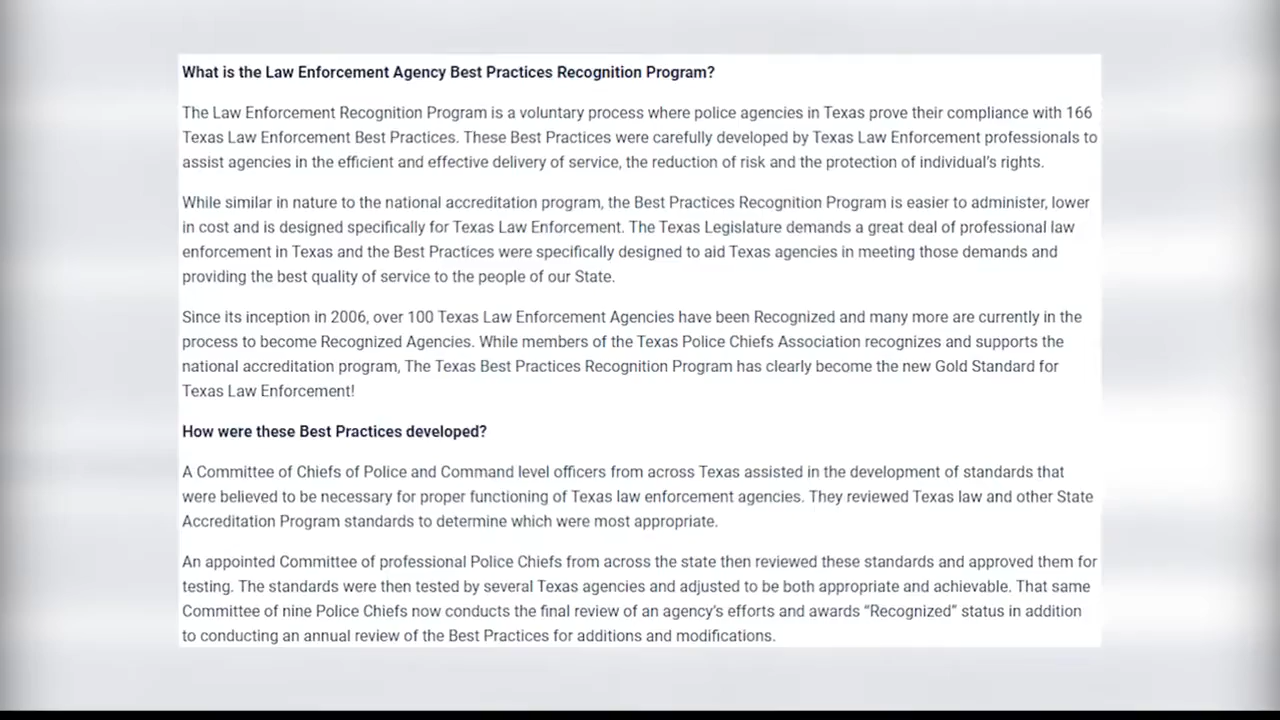 What is the Law Enforcement Agency Best Practices Recognition Program?
The Law Enforcement Recognition Program is a voluntary process where police agencies in Texas prove their compliance with 166
Texas Law Enforcement Best Practices. These Best Practices were carefully developed by Texas Law Enforcement professionals to
assist agencies in the efficient and effective delivery of service, the reduction of risk and the protection of individual's rights.
While similar in nature to the national accreditation program, the Best Practices Recognition Program is easier to administer, lower
in cost and is designed specifically for Texas Law Enforcement. The Texas Legislature demands a great deal of professional law
enforcement in Texas and the Best Practices were specifically designed to aid Texas agencies in meeting those demands and
providing the best quality of service to the people of our State.
Since its inception in 2006, over 100 Texas Law Enforcement Agencies have been Recognized and many more are currently in the
process to become Recognized Agencies. While members of the Texas Police Chiefs Association recognizes and supports the
national accreditation program, The Texas Best Practices Recognition Program has clearly become the new Gold Standard for
Texas Law Enforcement!
How were these Best Practices developed?
A Committee of Chiefs of Police and Command level officers from across Texas assisted in the development of standards that
were believed to be necessary for proper functioning of Texas law enforcement agencies. They reviewed Texas law and other State
Accreditation Program standards to determine which were most appropriate.
An appointed Committee of professional Police Chiefs from across the state then reviewed these standards and approved them for
testing. The standards were then tested by several Texas agencies and adjusted to be both appropriate and achievable. That same
Committee of nine Police Chiefs now conducts the final review of an agency's efforts and awards “Recognized” status in addition
to conducting an annual review of the Best Practices for additions and modifications.